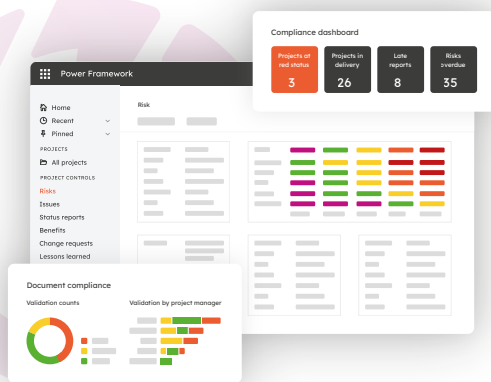 Compliance dashboard
Projects at
red status
3
Projects in
delivery
26
Late
reports
8
Risks
overdue
35
Power Framework
Home
Recent
Pinned
PROJECTS
All projects
PROJECT CONTROLS
Risks
Issues
Status reports
Benefits
Change requests
Lessons learned
Risk
Document compliance
Validation counts
Validation by project manager